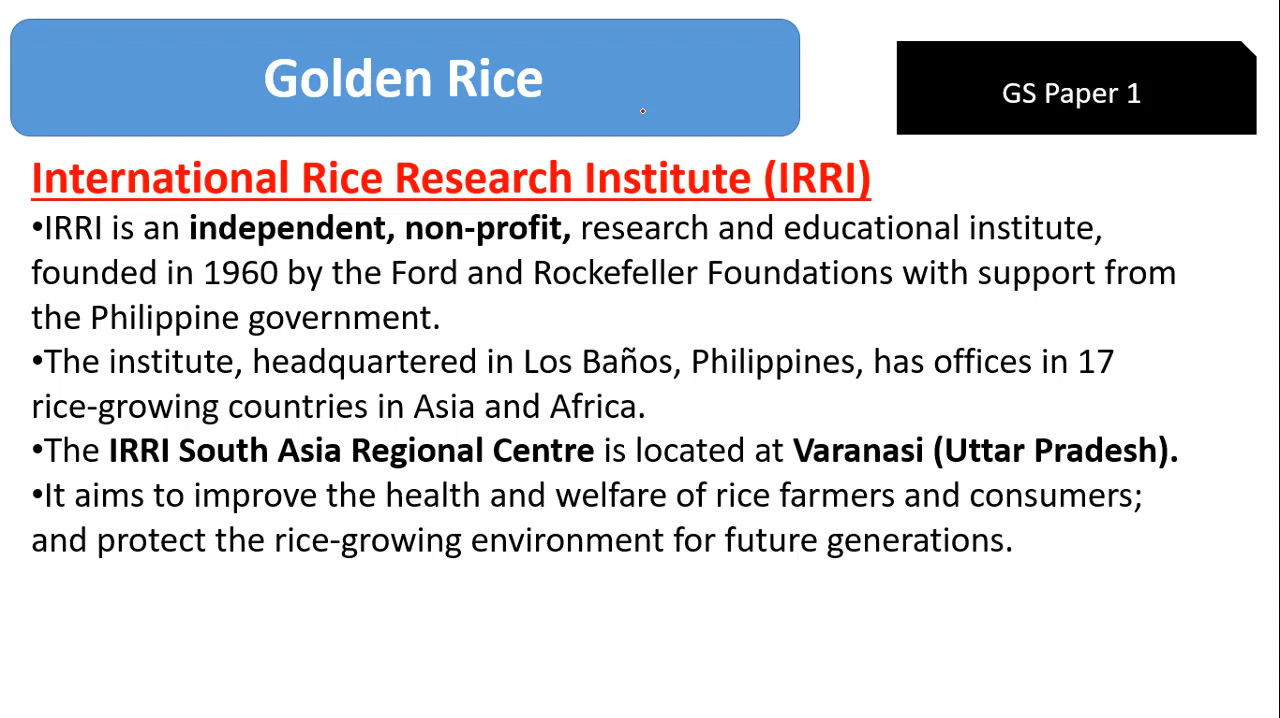 Golden Rice
GS Paper 1
International Rice Research Institute (IRRI)
•IRRI is an independent, non-profit, research and educational institute,
founded in 1960 by the Ford and Rockefeller Foundations with support from
the Philippine government.
•The institute, headquartered in Los Baños, Philippines, has offices in 17
rice-growing countries in Asia and Africa.
•The IRRI South Asia Regional Centre is located at Varanasi (Uttar Pradesh).
•It aims to improve the health and welfare of rice farmers and consumers;
and protect the rice-growing environment for future generations.